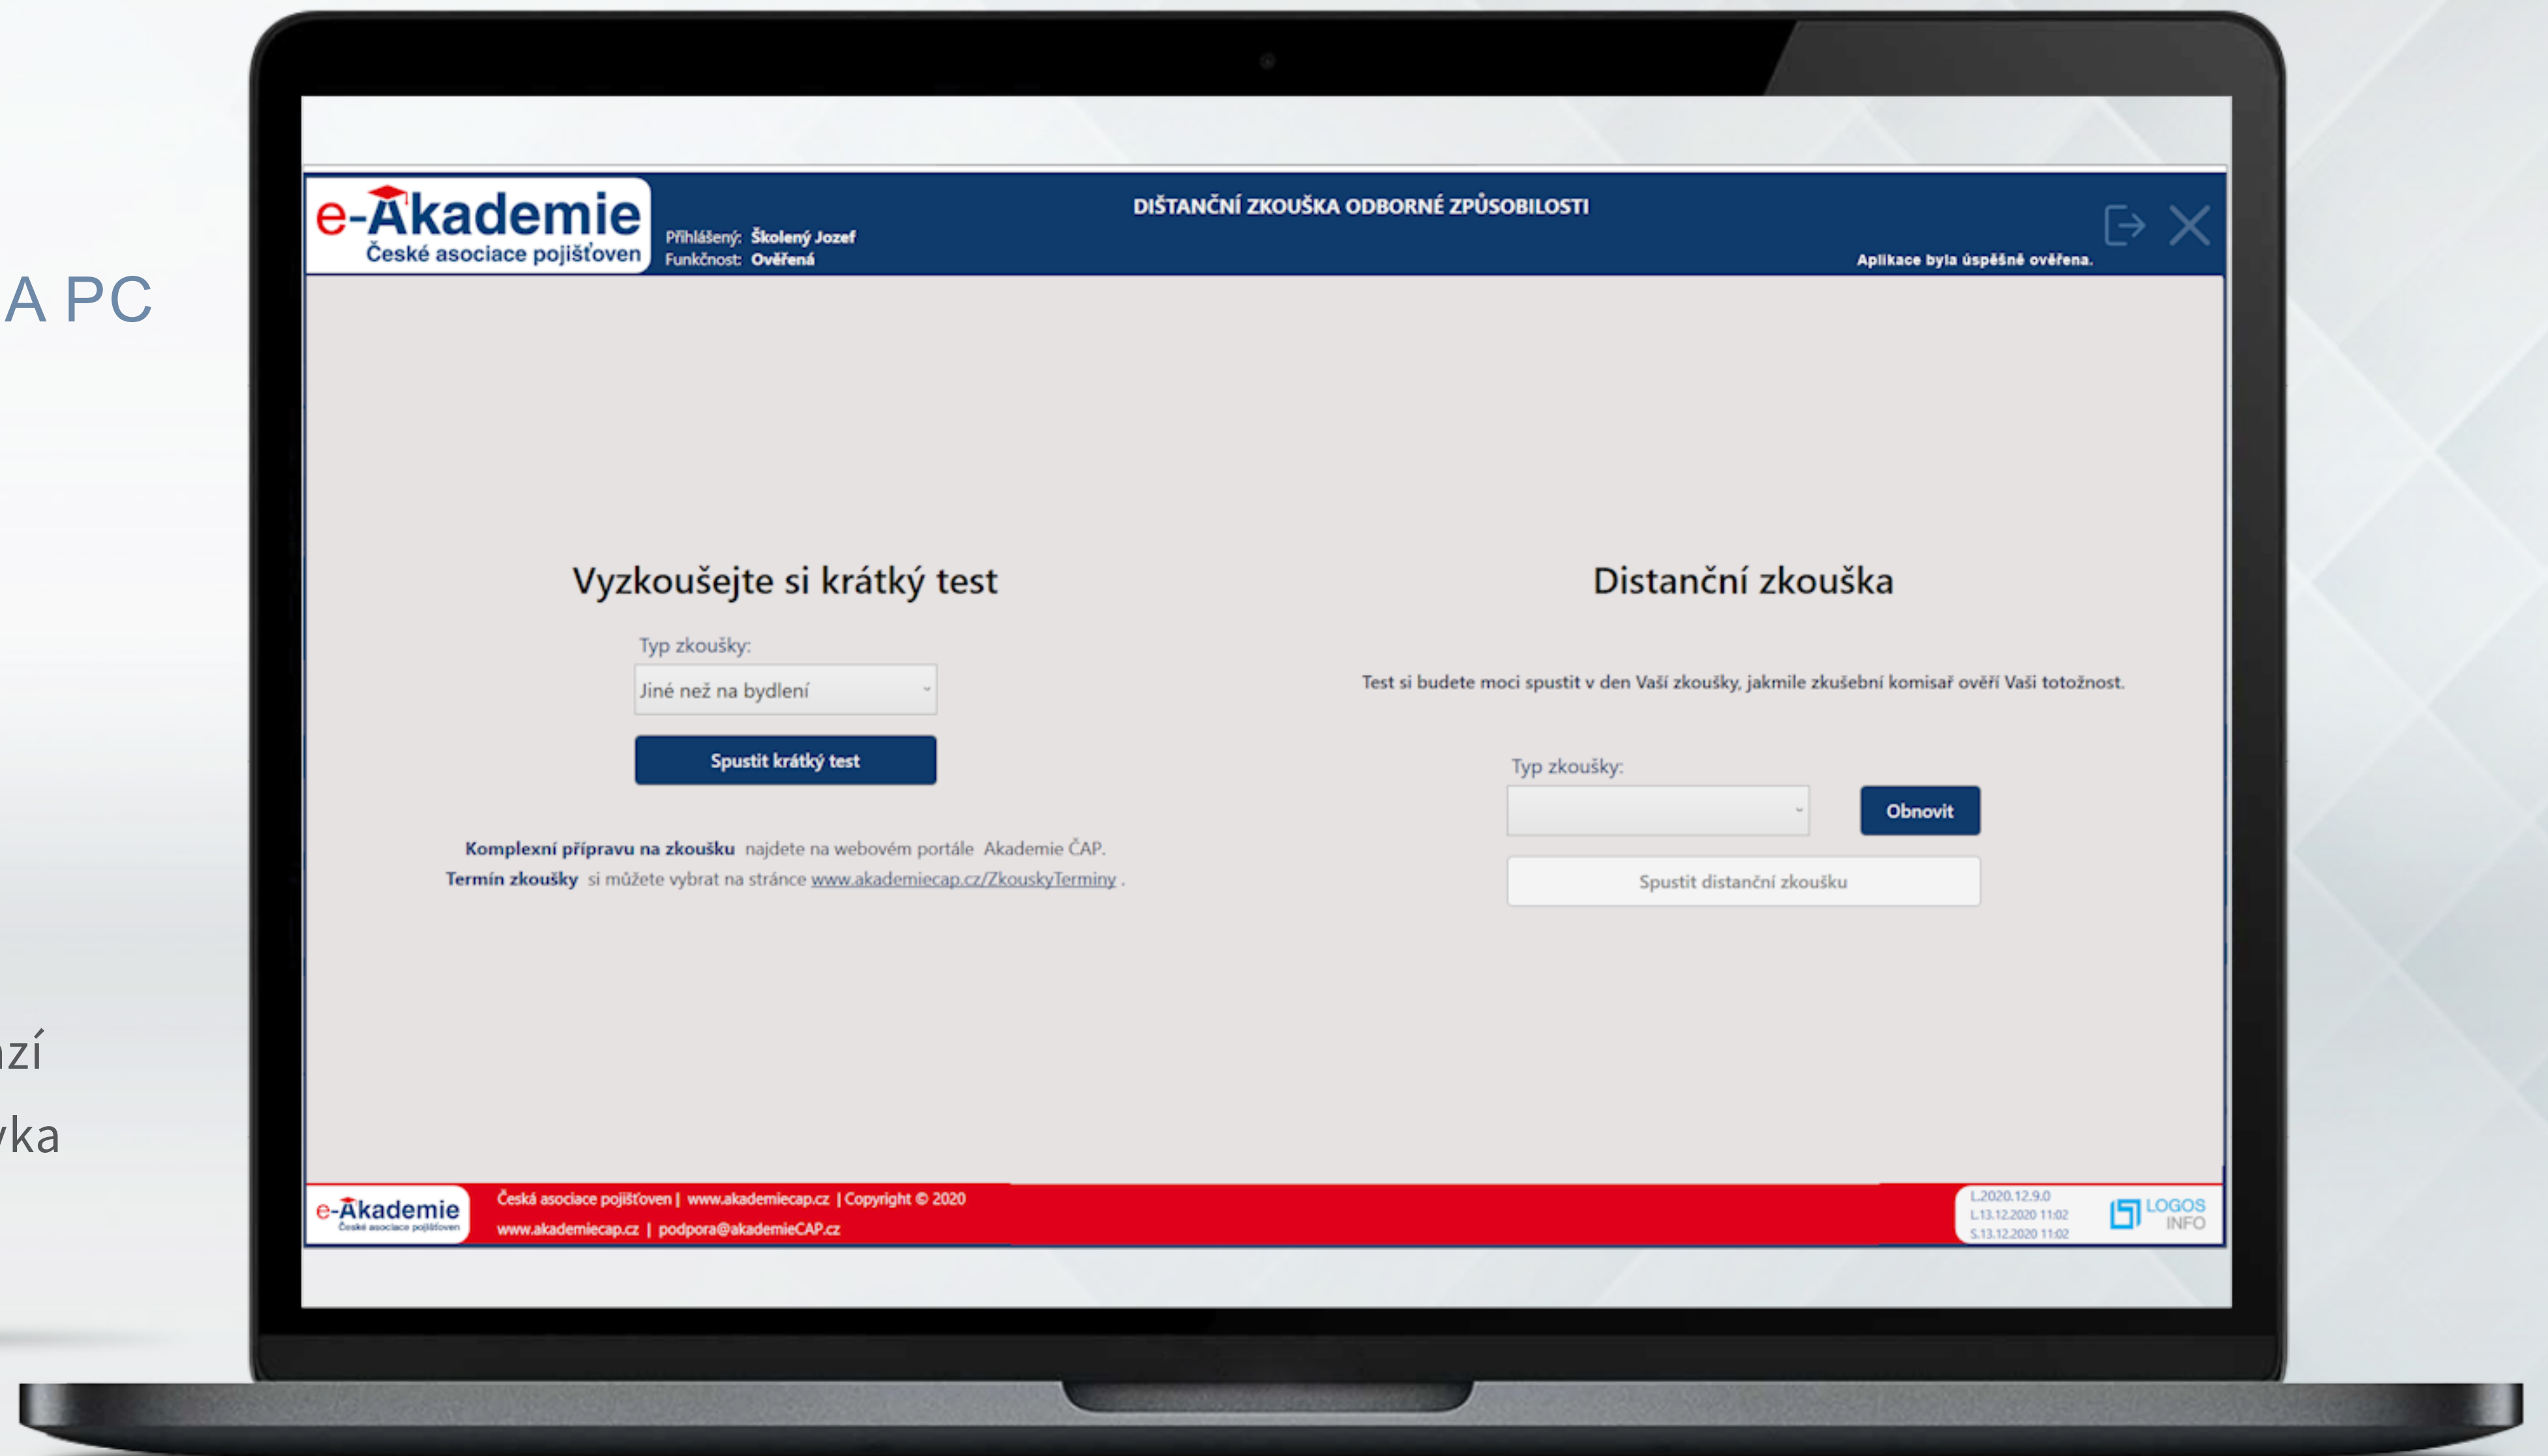 A PC
zí
vka
e-Akademie
České asociace pojišťoven
Přihlášený: Školený Jozef
Funkčnost: Ověřená
DIŠTANČNÍ ZKOUŠKA ODBORNÉ ZPŮSOBILOSTI
Aplikace byla úspěšně ověřena.
Vyzkoušejte si krátký test
Typ zkoušky:
Jiné než na bydlení
Spustit krátký test
Komplexní přípravu na zkoušku najdete na webovém portále Akademie ČAP.
Termín zkoušky si můžete vybrat na stránce www.akademiecap.cz/ZkouskyTerminy .
Distanční zkouška
Test si budete moci spustit v den Vaší zkoušky, jakmile zkušební komisař ověří Vaši totožnost.
Typ zkoušky:
Obnovit
Spustit distanční zkoušku
e-Akademie
České asociace pojišťoven
Česká asociace pojišťoven | www.akademiecap.cz | Copyright © 2020
www.akademiecap.cz | podpora@akademieCAP.cz
L.2020.12.9.0
L.13.12.2020 11:02
S.13.12.2020 11:02
LOGOS
INFO